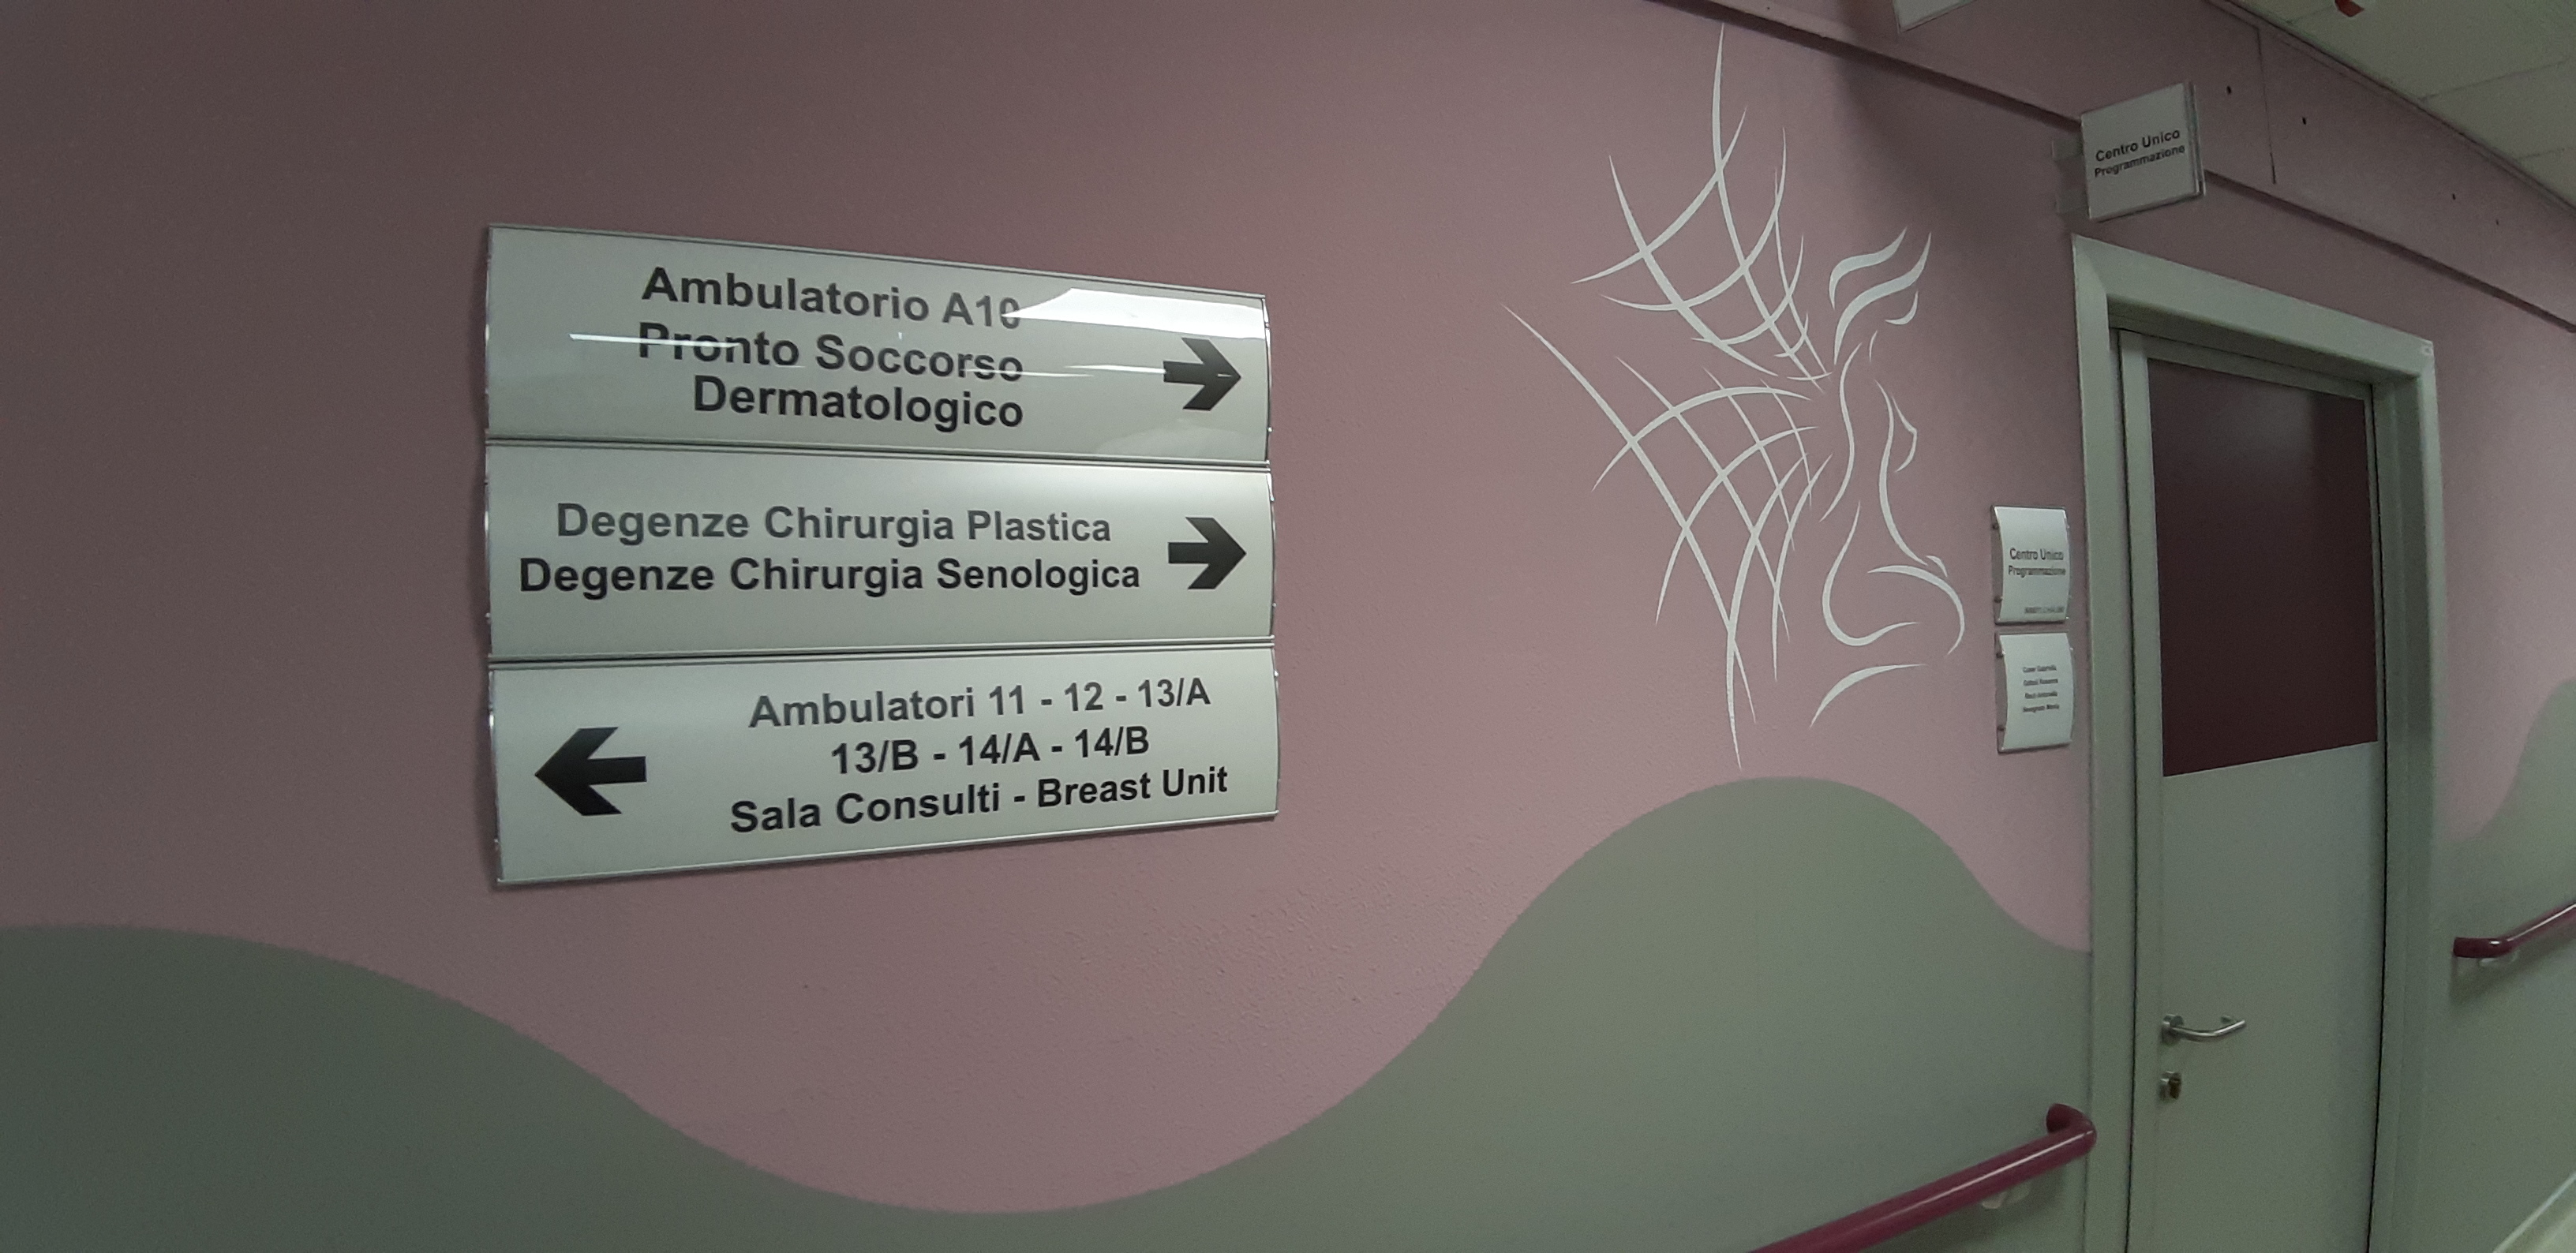 Ambulatorio A10
Pronto Soccorso
Dermatologico
Degenze Chirurgia Plastica
Degenze Chirurgia Senologica
Ambulatori 11 - 12 - 13/A
13/B - 14/A - 14/B
Sala Consulti - Breast Unit
Centro Unico
Programmazione
Centro Unico
Programmazione